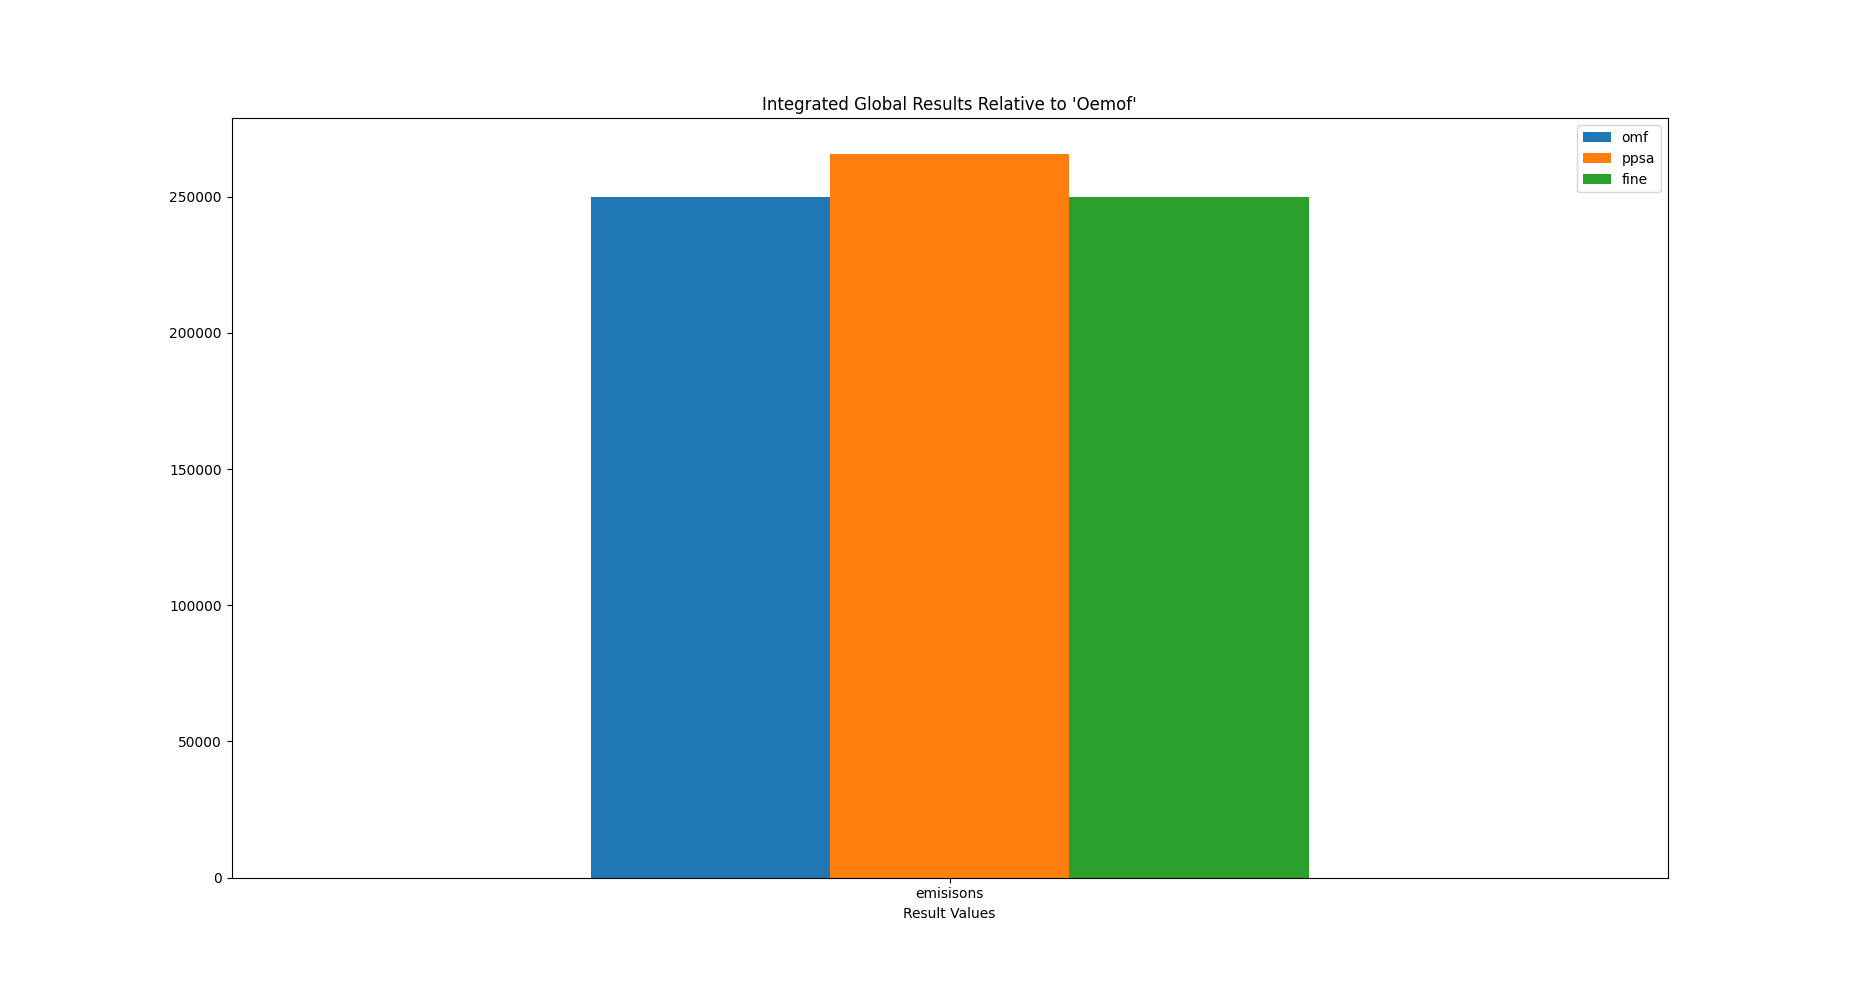 Integrated Global Results Relative to 'Oemof'
omf
ppsa
fine
250000
200000
150000
100000
50000
0
emisisons
Result Values